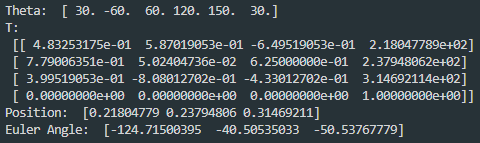 Theta:  [ 30. -60.  60. 120. 150.  30.]
T:
 [[ 4.83253175e-01  5.87019053e-01 -6.49519053e-01  2.18047789e+02]
 [ 7.79006351e-01  5.02404736e-02  6.25000000e-01  2.37948062e+02]
 [ 3.99519053e-01 -8.08012702e-01 -4.33012702e-01  3.14692114e+02]
 [ 0.00000000e+00  0.00000000e+00  0.00000000e+00  1.00000000e+00]]
Position:  [0.21804779 0.23794806 0.31469211]
Euler Angle:  [-124.71500395  -40.50535033  -50.53767779]